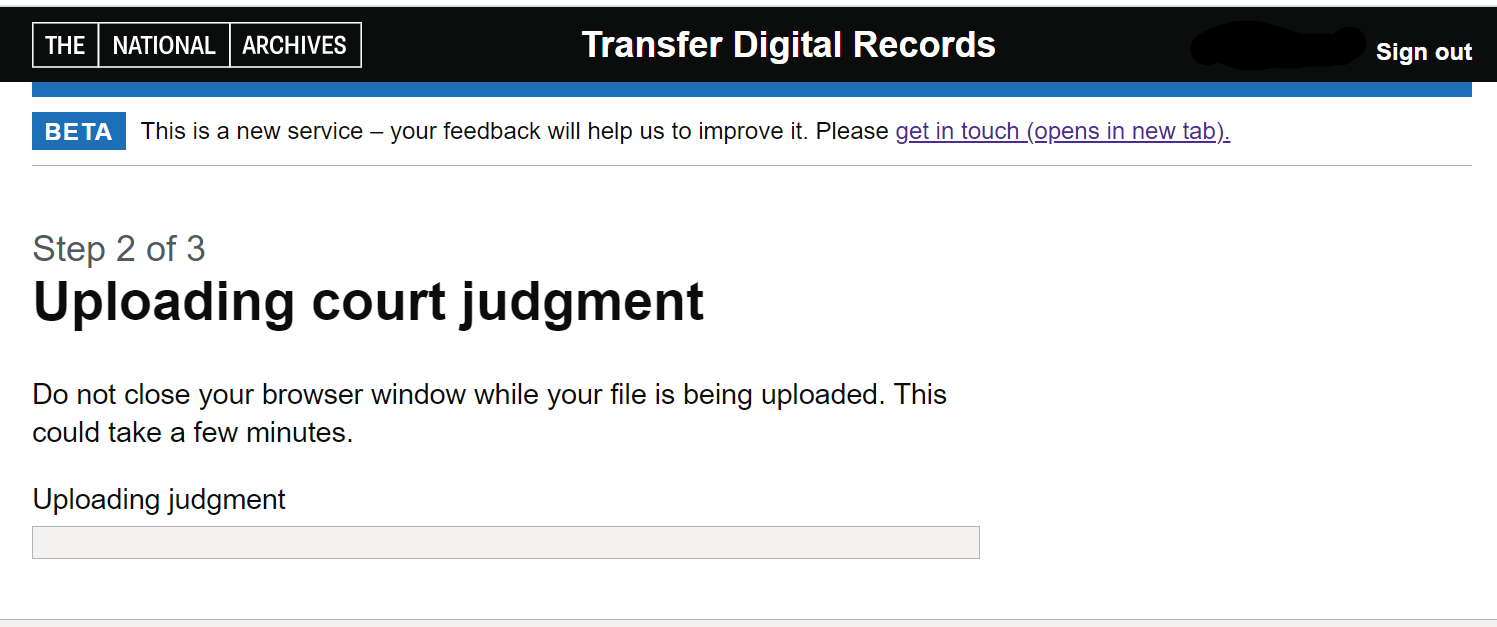 THE NATIONAL ARCHIVES
Transfer Digital Records
Sign out
BETA This is a new service – your feedback will help us to improve it. Please get in touch (opens in new tab).
Step 2 of 3
Uploading court judgment
Do not close your browser window while your file is being uploaded. This
could take a few minutes.
Uploading judgment